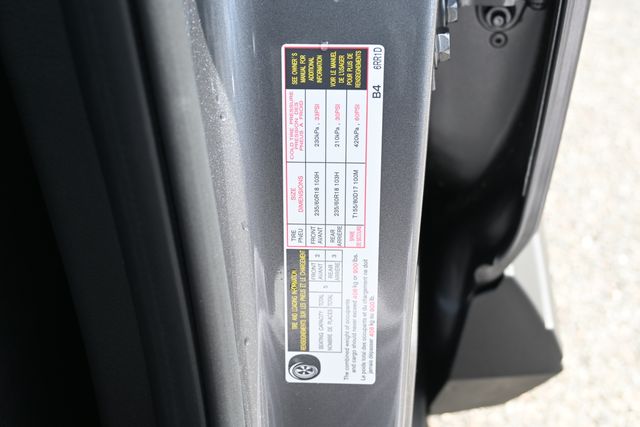 TIRE AND LOADING INFORMATION
RENSEIGNEMENTS SUR LES PNEUS ET LE CHARGEMENT
SEATING CAPACITY TOTAL 5 FRONT 2 REAR 3
NOMBRE DE PLACES TOTAL AVANT ARRIÈRE
The combined weight of occupants
and cargo should never exceed 408 kg or 900 lbs.
Le poids total des occupants et du chargement ne doit
jamais dépasser 408 kg ou 900 lb.
TIRE SIZE COLD TIRE PRESSURE
PNEU DIMENSIONS PRESSION DES
PNEUS A FROID
FRONT 235/60R18 103H 230kPa , 33PSI
AVANT
REAR 235/60R18 103H 210kPa , 30PSI
ARRIÈRE
SPARE T155/80D17 100M 420kPa , 60PSI
DE SECOURS
SEE OWNER'S
MANUAL FOR
ADDITIONAL
INFORMATION
VOIR LE MANUEL
DE L'USAGER
POUR PLUS DE
RENSEIGNEMENTS
B4 6RR1D